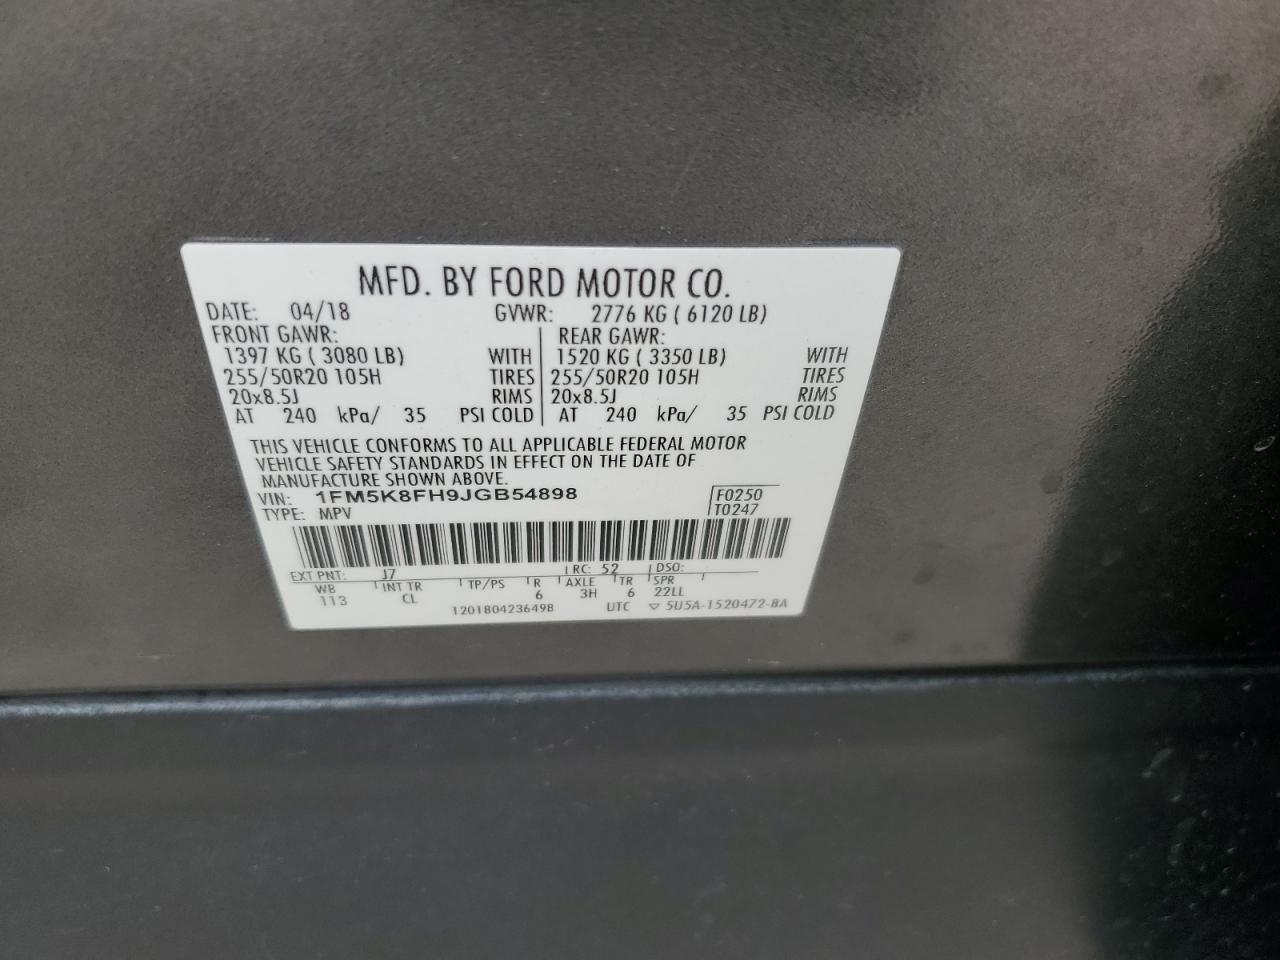 MFD. BY FORD MOTOR CO.
DATE: 04/18 GVWR: 2776 KG ( 6120 LB)
FRONT GAWR: REAR GAWR:
1397 KG ( 3080 LB) WITH 1520 KG ( 3350 LB) WITH
255/50R20 105H TIRES 255/50R20 105H TIRES
20x8.5J RIMS 20x8.5J RIMS
AT 240 kPa/ 35 PSI COLD AT 240 kPa/ 35 PSI COLD
THIS VEHICLE CONFORMS TO ALL APPLICABLE FEDERAL MOTOR
VEHICLE SAFETY STANDARDS IN EFFECT ON THE DATE OF
MANUFACTURE SHOWN ABOVE.
VIN: 1FM5K8FH9JGB54898 F0250
TYPE: MPV T0247
EXT PNT: J7 RC: 52 DSO:
WB INT TR TP/PS R AXLE TR SPR
113 CL 6 3H 6 22LL
1201804236498 UTC ▽ 5U5A-1520472-BA